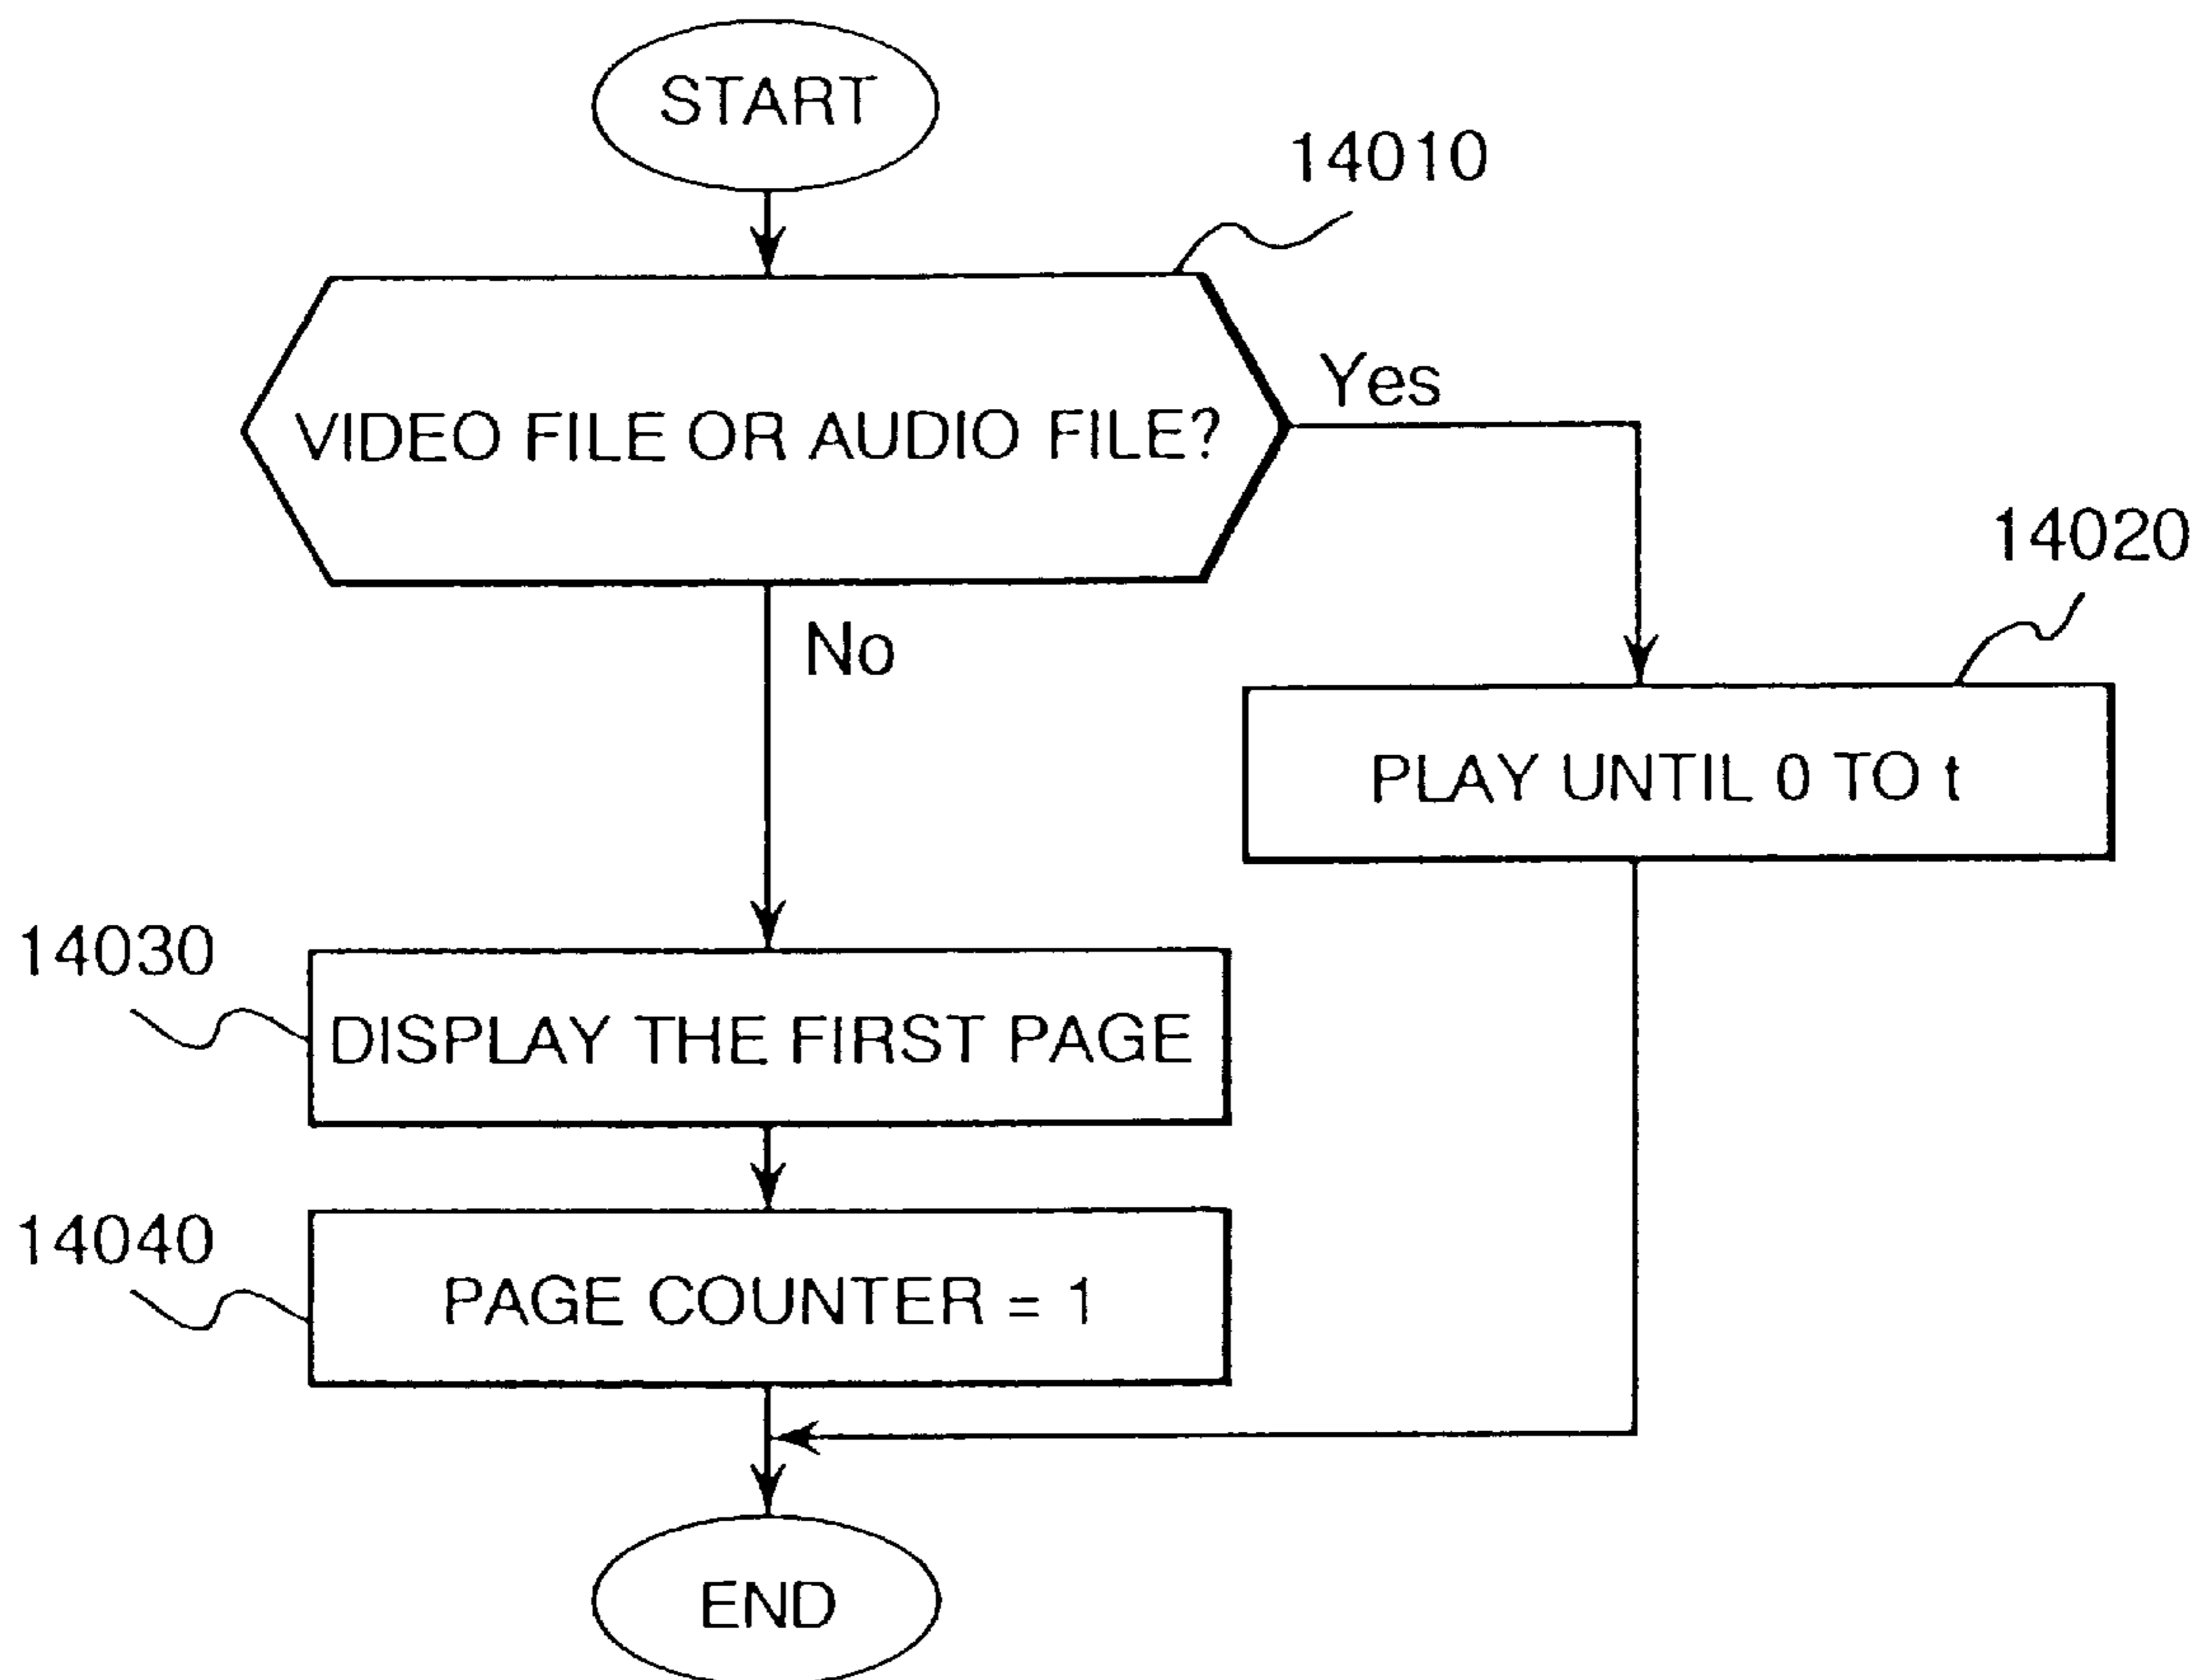 START
14010
VIDEO FILE OR AUDIO FILE?
Yes
14020
No
PLAY UNTIL 0 TO t
14030
DISPLAY THE FIRST PAGE
14040
PAGE COUNTER = 1
END